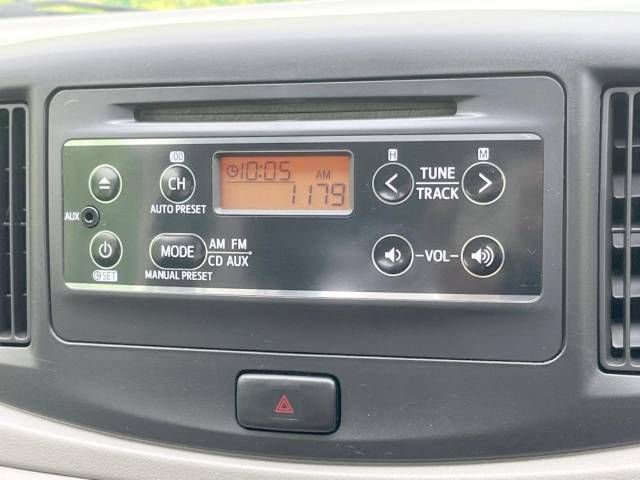 :00
CH
AUTO PRESET
10:05
AM
1179
H
M
TUNE
TRACK
AUX
SET
MODE
AM FM
CD AUX
MANUAL PRESET
VOL